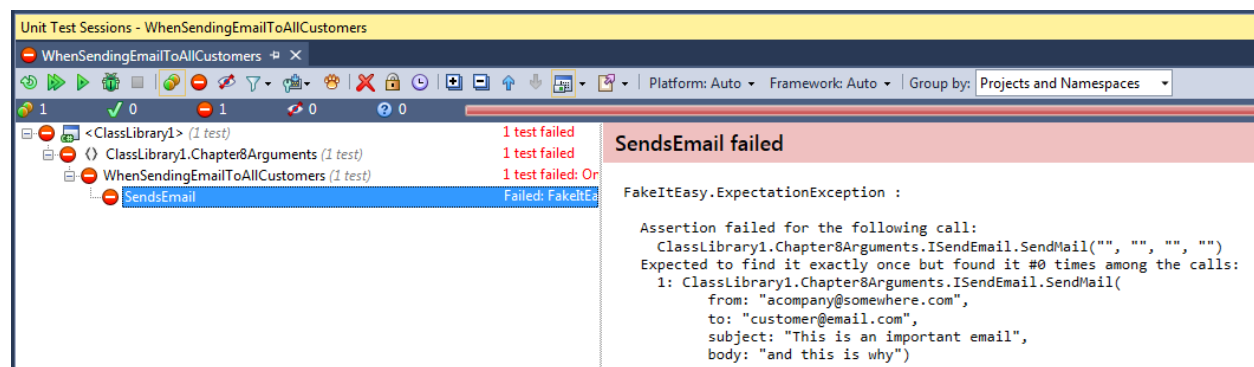 Unit Test Sessions - WhenSendingEmailToAllCustomers
WhenSendingEmailToAllCustomers
Platform: Auto Framework: Auto Group by: Projects and Namespaces
1 0 1 0 0
<ClassLibrary1> (1 test) 1 test failed
ClassLibrary1.Chapter8Arguments (1 test) 1 test failed
WhenSendingEmailToAllCustomers (1 test) 1 test failed: Or
SendsEmail Failed: FakeItEa
SendsEmail failed
FakeItEasy.ExpectationException :
Assertion failed for the following call:
ClassLibrary1.Chapter8Arguments.ISendEmail.SendMail("", "", "", "")
Expected to find it exactly once but found it #0 times among the calls:
1: ClassLibrary1.Chapter8Arguments.ISendEmail.SendMail(
from: "acompany@somewhere.com",
to: "customer@email.com",
subject: "This is an important email",
body: "and this is why")